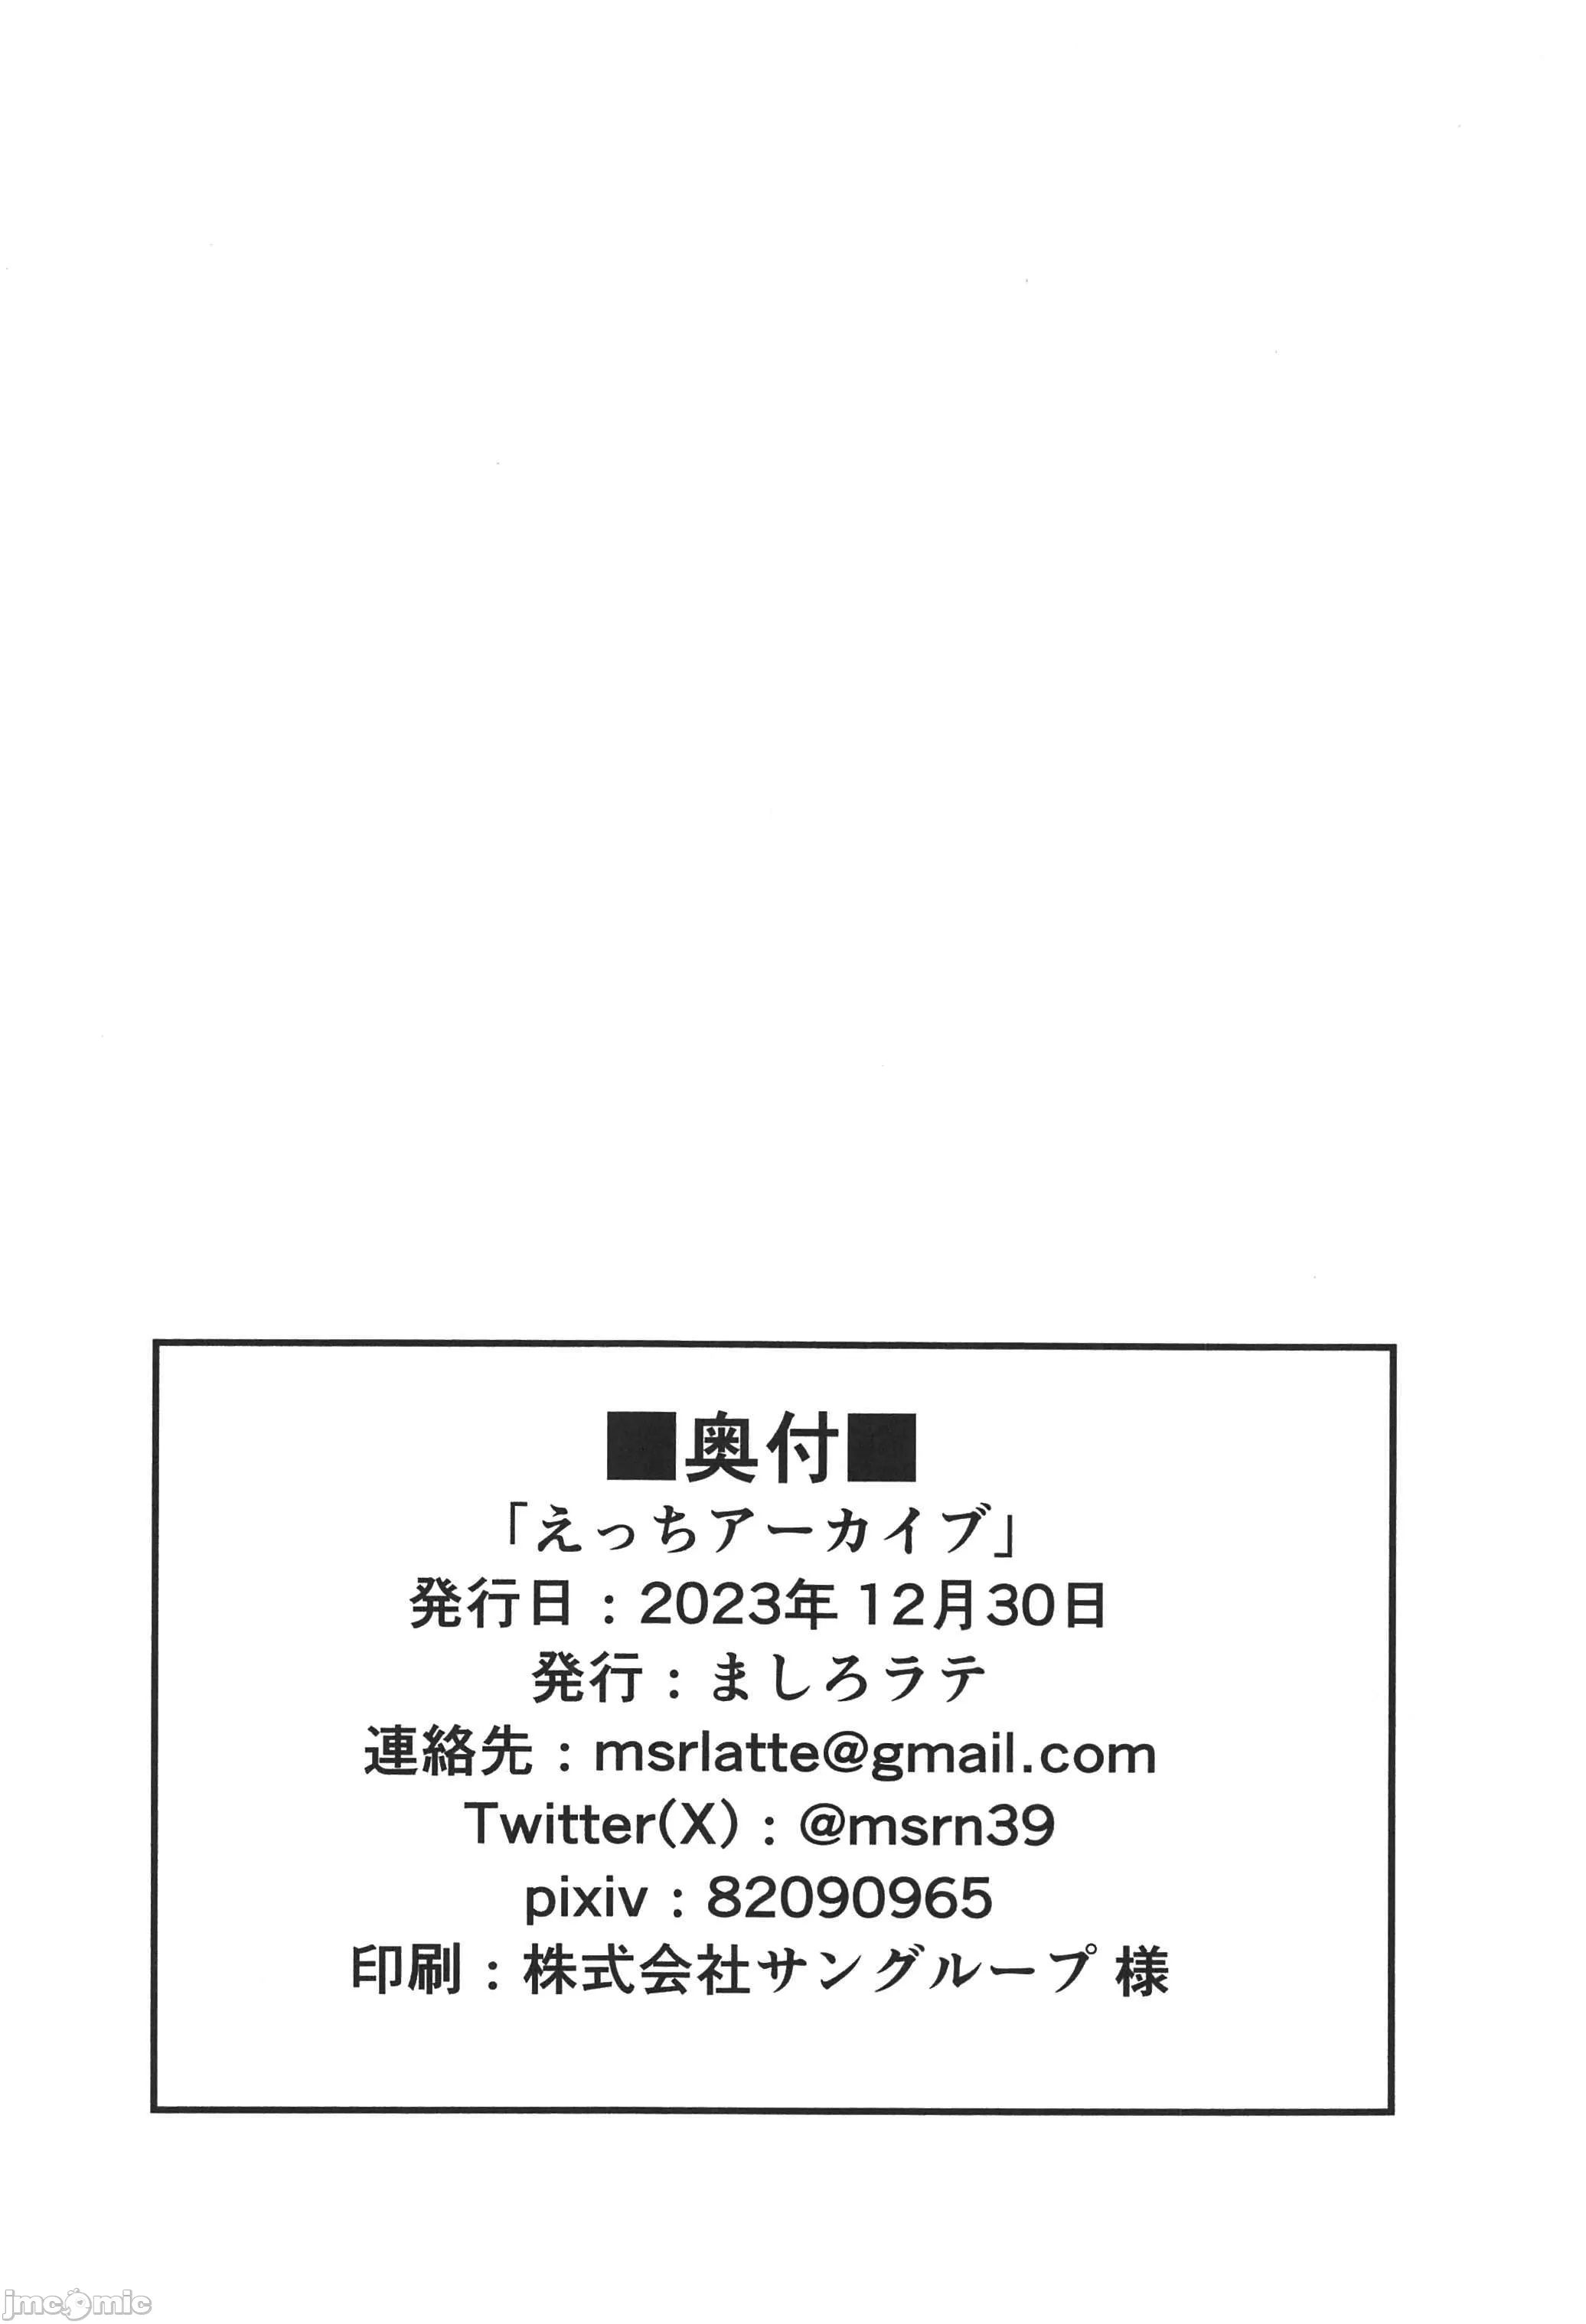 ■奥付■
「えっちアーカイブ」
発行日：2023年12月30日
発行：ましろラテ
連絡先：msrlatte@gmail.com
Twitter(X)：@msrn39
pixiv：82090965
印刷：株式会社サングループ 様
jmcomic